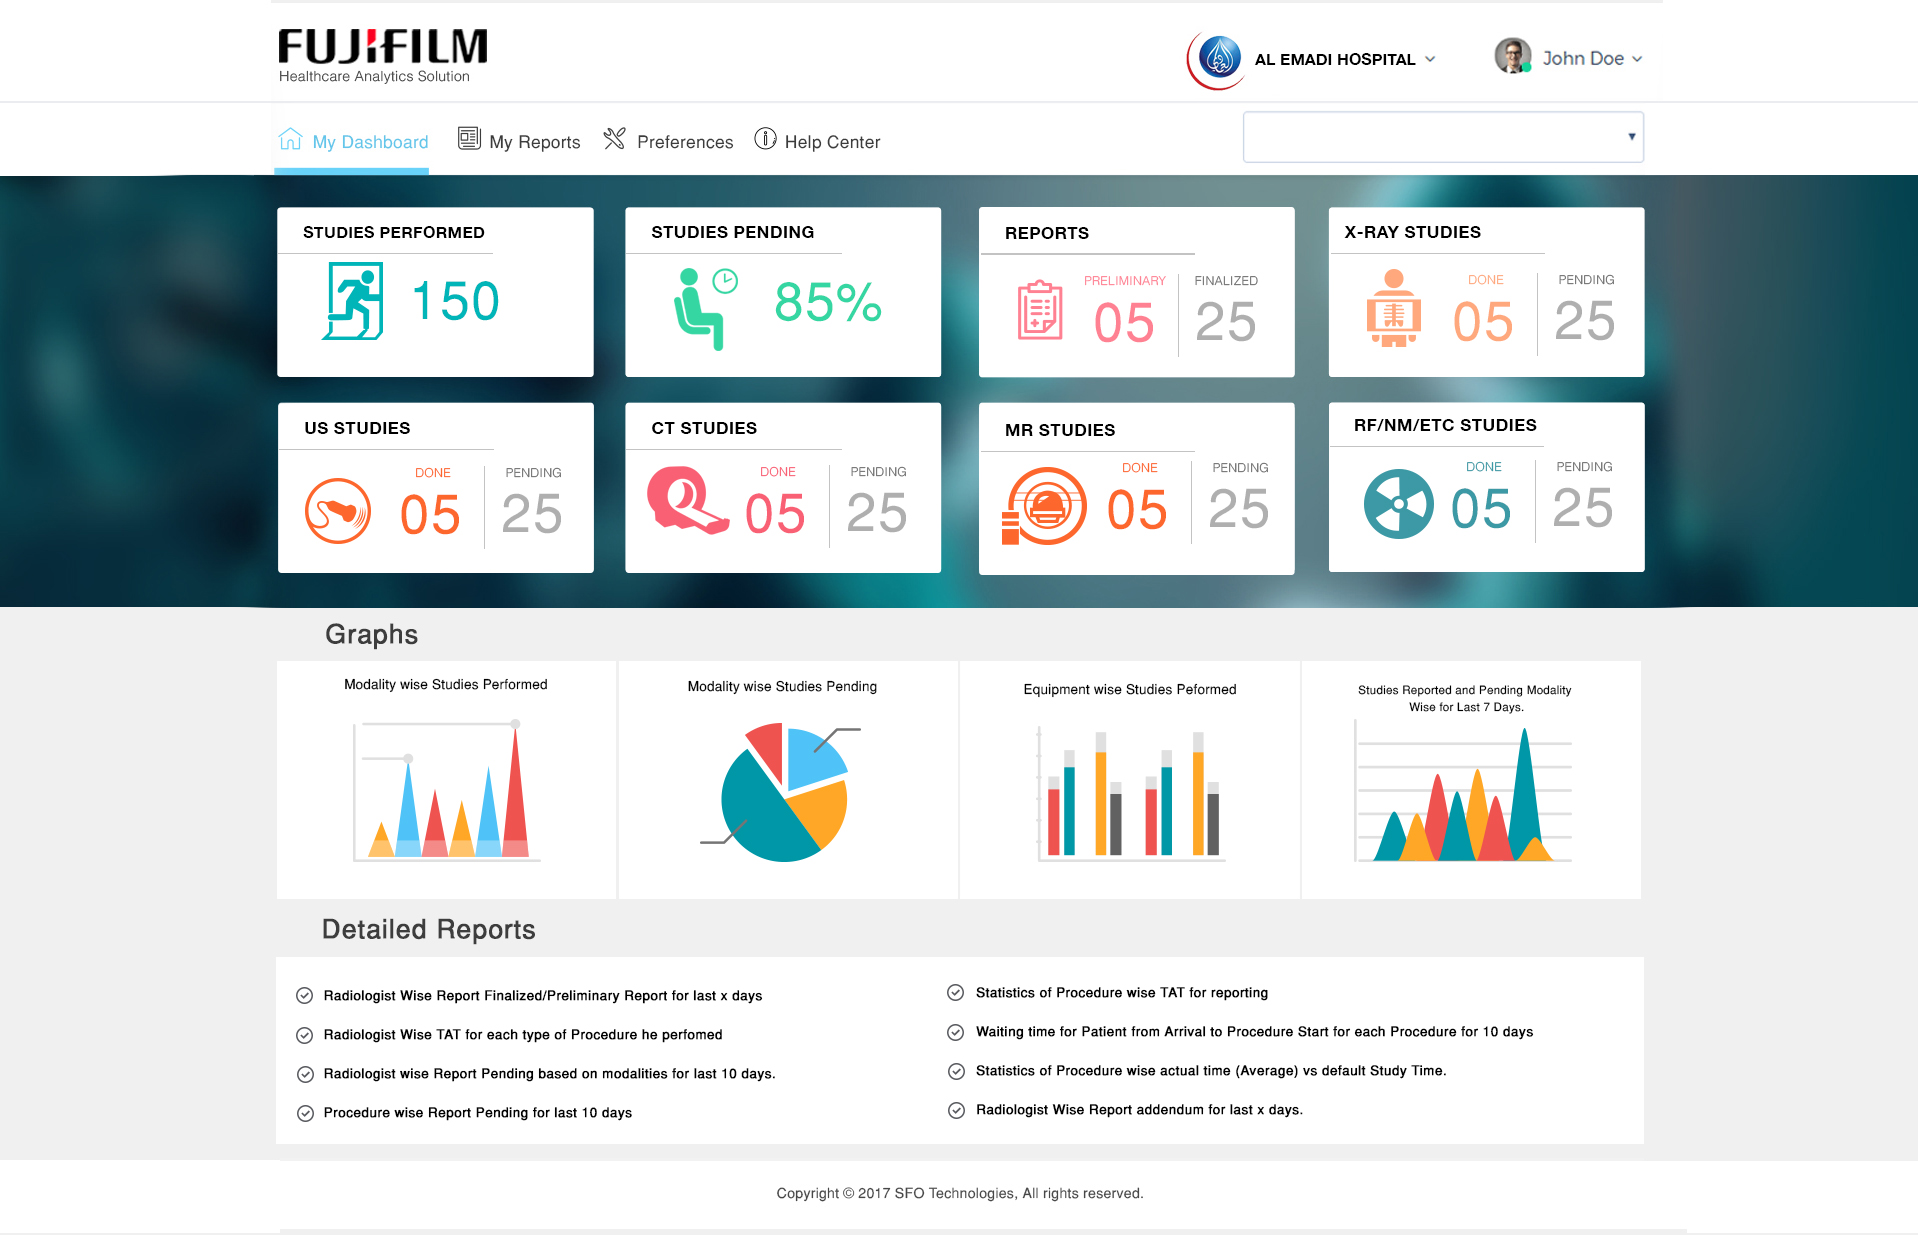 FUJIFILM
Healthcare Analytics Solution
AL EMADI HOSPITAL
John Doe
My Dashboard
My Reports
Preferences
Help Center
STUDIES PERFORMED
150
STUDIES PENDING
85%
REPORTS
PRELIMINARY
05
FINALIZED
25
X-RAY STUDIES
DONE
05
PENDING
25
US STUDIES
DONE
05
PENDING
25
CT STUDIES
DONE
05
PENDING
25
MR STUDIES
DONE
05
PENDING
25
RF/NM/ETC STUDIES
DONE
05
PENDING
25
Graphs
Modality wise Studies Performed
Modality wise Studies Pending
Equipment wise Studies Peformed
Studies Reported and Pending Modality
Wise for Last 7 Days.
Detailed Reports
Radiologist Wise Report Finalized/Preliminary Report for last x days
Radiologist Wise TAT for each type of Procedure he perfomed
Radiologist wise Report Pending based on modalities for last 10 days.
Procedure wise Report Pending for last 10 days
Statistics of Procedure wise TAT for reporting
Waiting time for Patient from Arrival to Procedure Start for each Procedure for 10 days
Statistics of Procedure wise actual time (Average) vs default Study Time.
Radiologist Wise Report addendum for last x days.
Copyright © 2017 SFO Technologies, All rights reserved.